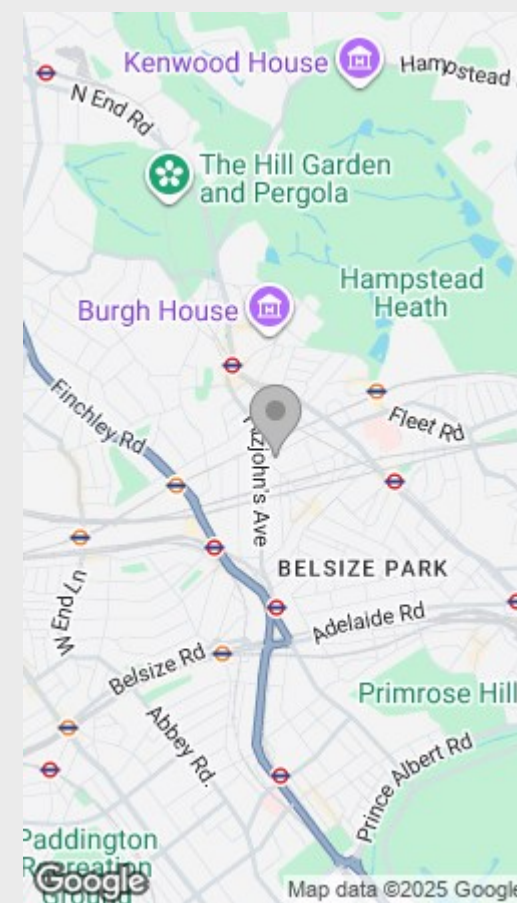 Kenwood House
Hampstead
N End Rd
The Hill Garden
and Pergola
Hampstead
Heath
Burgh House
Finchley Rd
Fleet Rd
zjohn's Ave
BELSIZE PARK
W End Ln
Adelaide Rd
Belsize Rd
Primrose Hill
Abbey Rd.
Prince Albert Rd
Paddington
Recreation
Ground
Google
Map data ©2025 Google